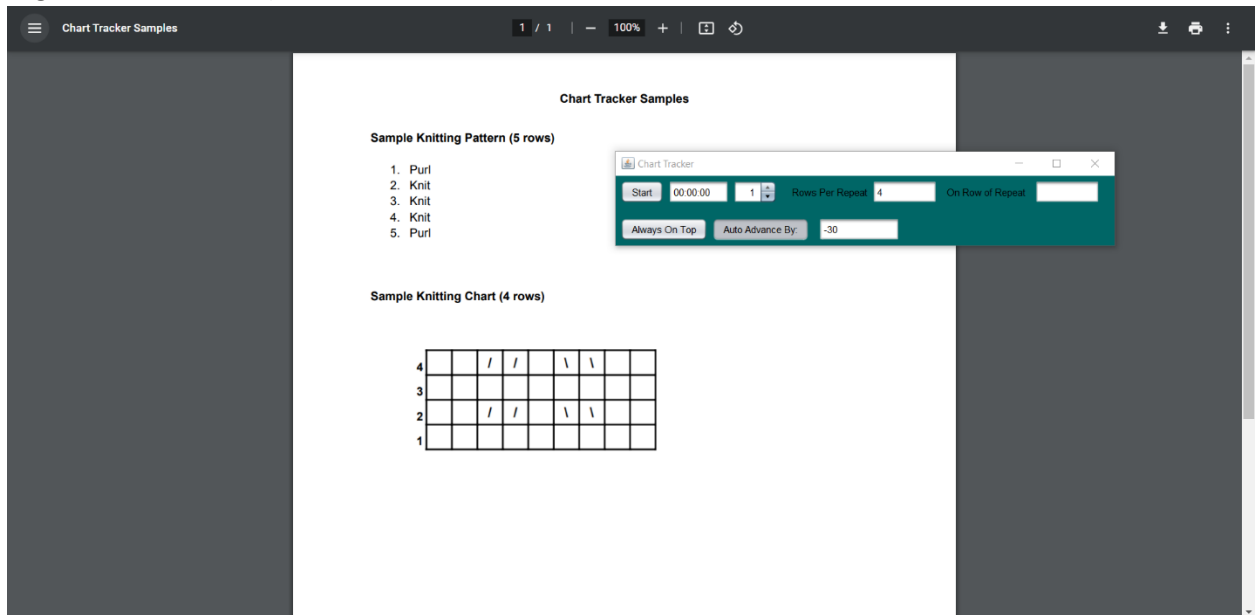 Chart Tracker Samples
1 / 1 | − 100% + |
Chart Tracker Samples
Sample Knitting Pattern (5 rows)
1. Purl
2. Knit
3. Knit
4. Knit
5. Purl
Chart Tracker
Start 00:00:00 1 Rows Per Repeat 4 On Row of Repeat
Always On Top Auto Advance By: -30
Sample Knitting Chart (4 rows)
4 / / \ \
3
2 / / \ \
1